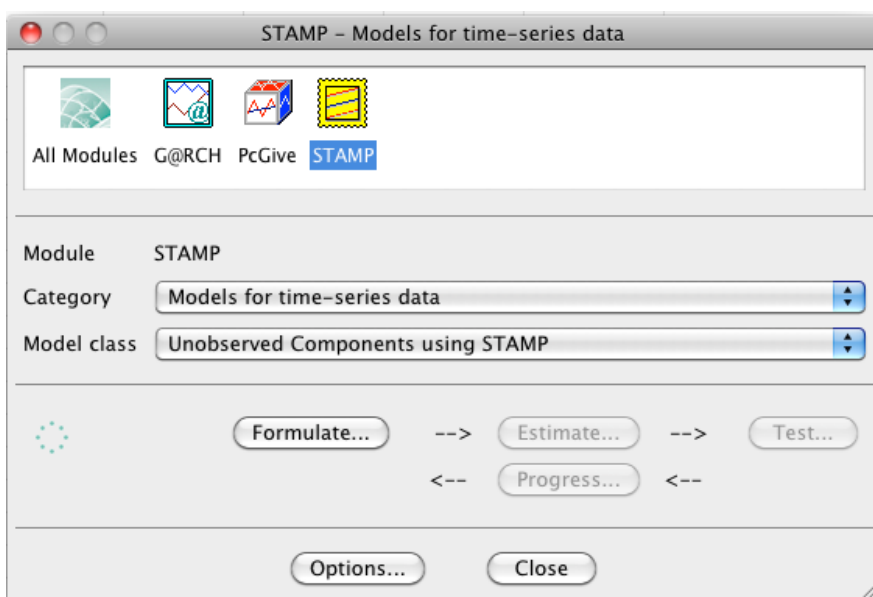 STAMP – Models for time-series data
All Modules G@RCH PcGive STAMP
Module STAMP
Category Models for time-series data
Model class Unobserved Components using STAMP
Formulate... --> Estimate... --> Test...
<-- Progress... <--
Options... Close